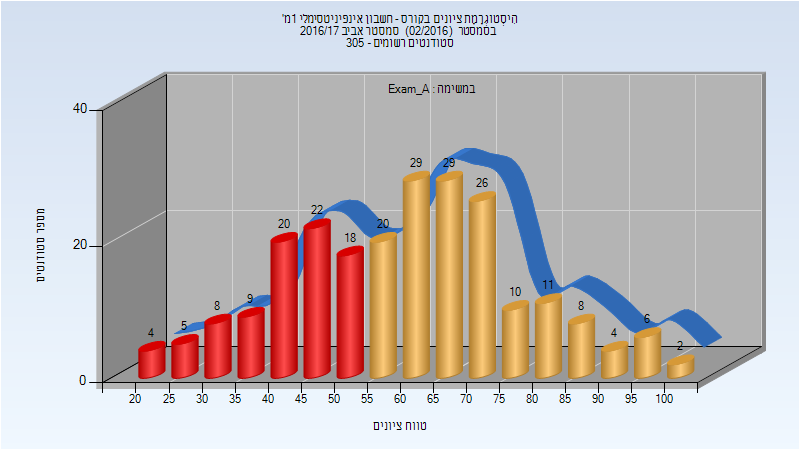 היסטוגרמת ציונים בקורס - חשבון אינפיניטסימלי 1מ'
בסמסטר (02/2016) סמסטר אביב 2016/17
סטודנטים רשומים - 305
במשימה : Exam_A
מספר סטודנטים
40
20
0
4 5 8 9 20 22 18 20 29 29 26 10 11 8 4 6 2
20 25 30 35 40 45 50 55 60 65 70 75 80 85 90 95 100
טווח ציונים